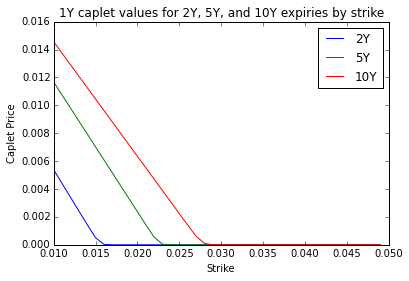 1Y caplet values for 2Y, 5Y, and 10Y expiries by strike
0.016
0.014
0.012
0.010
0.008
0.006
0.004
0.002
0.000
Caplet Price
2Y
5Y
10Y
0.010 0.015 0.020 0.025 0.030 0.035 0.040 0.045 0.050
Strike